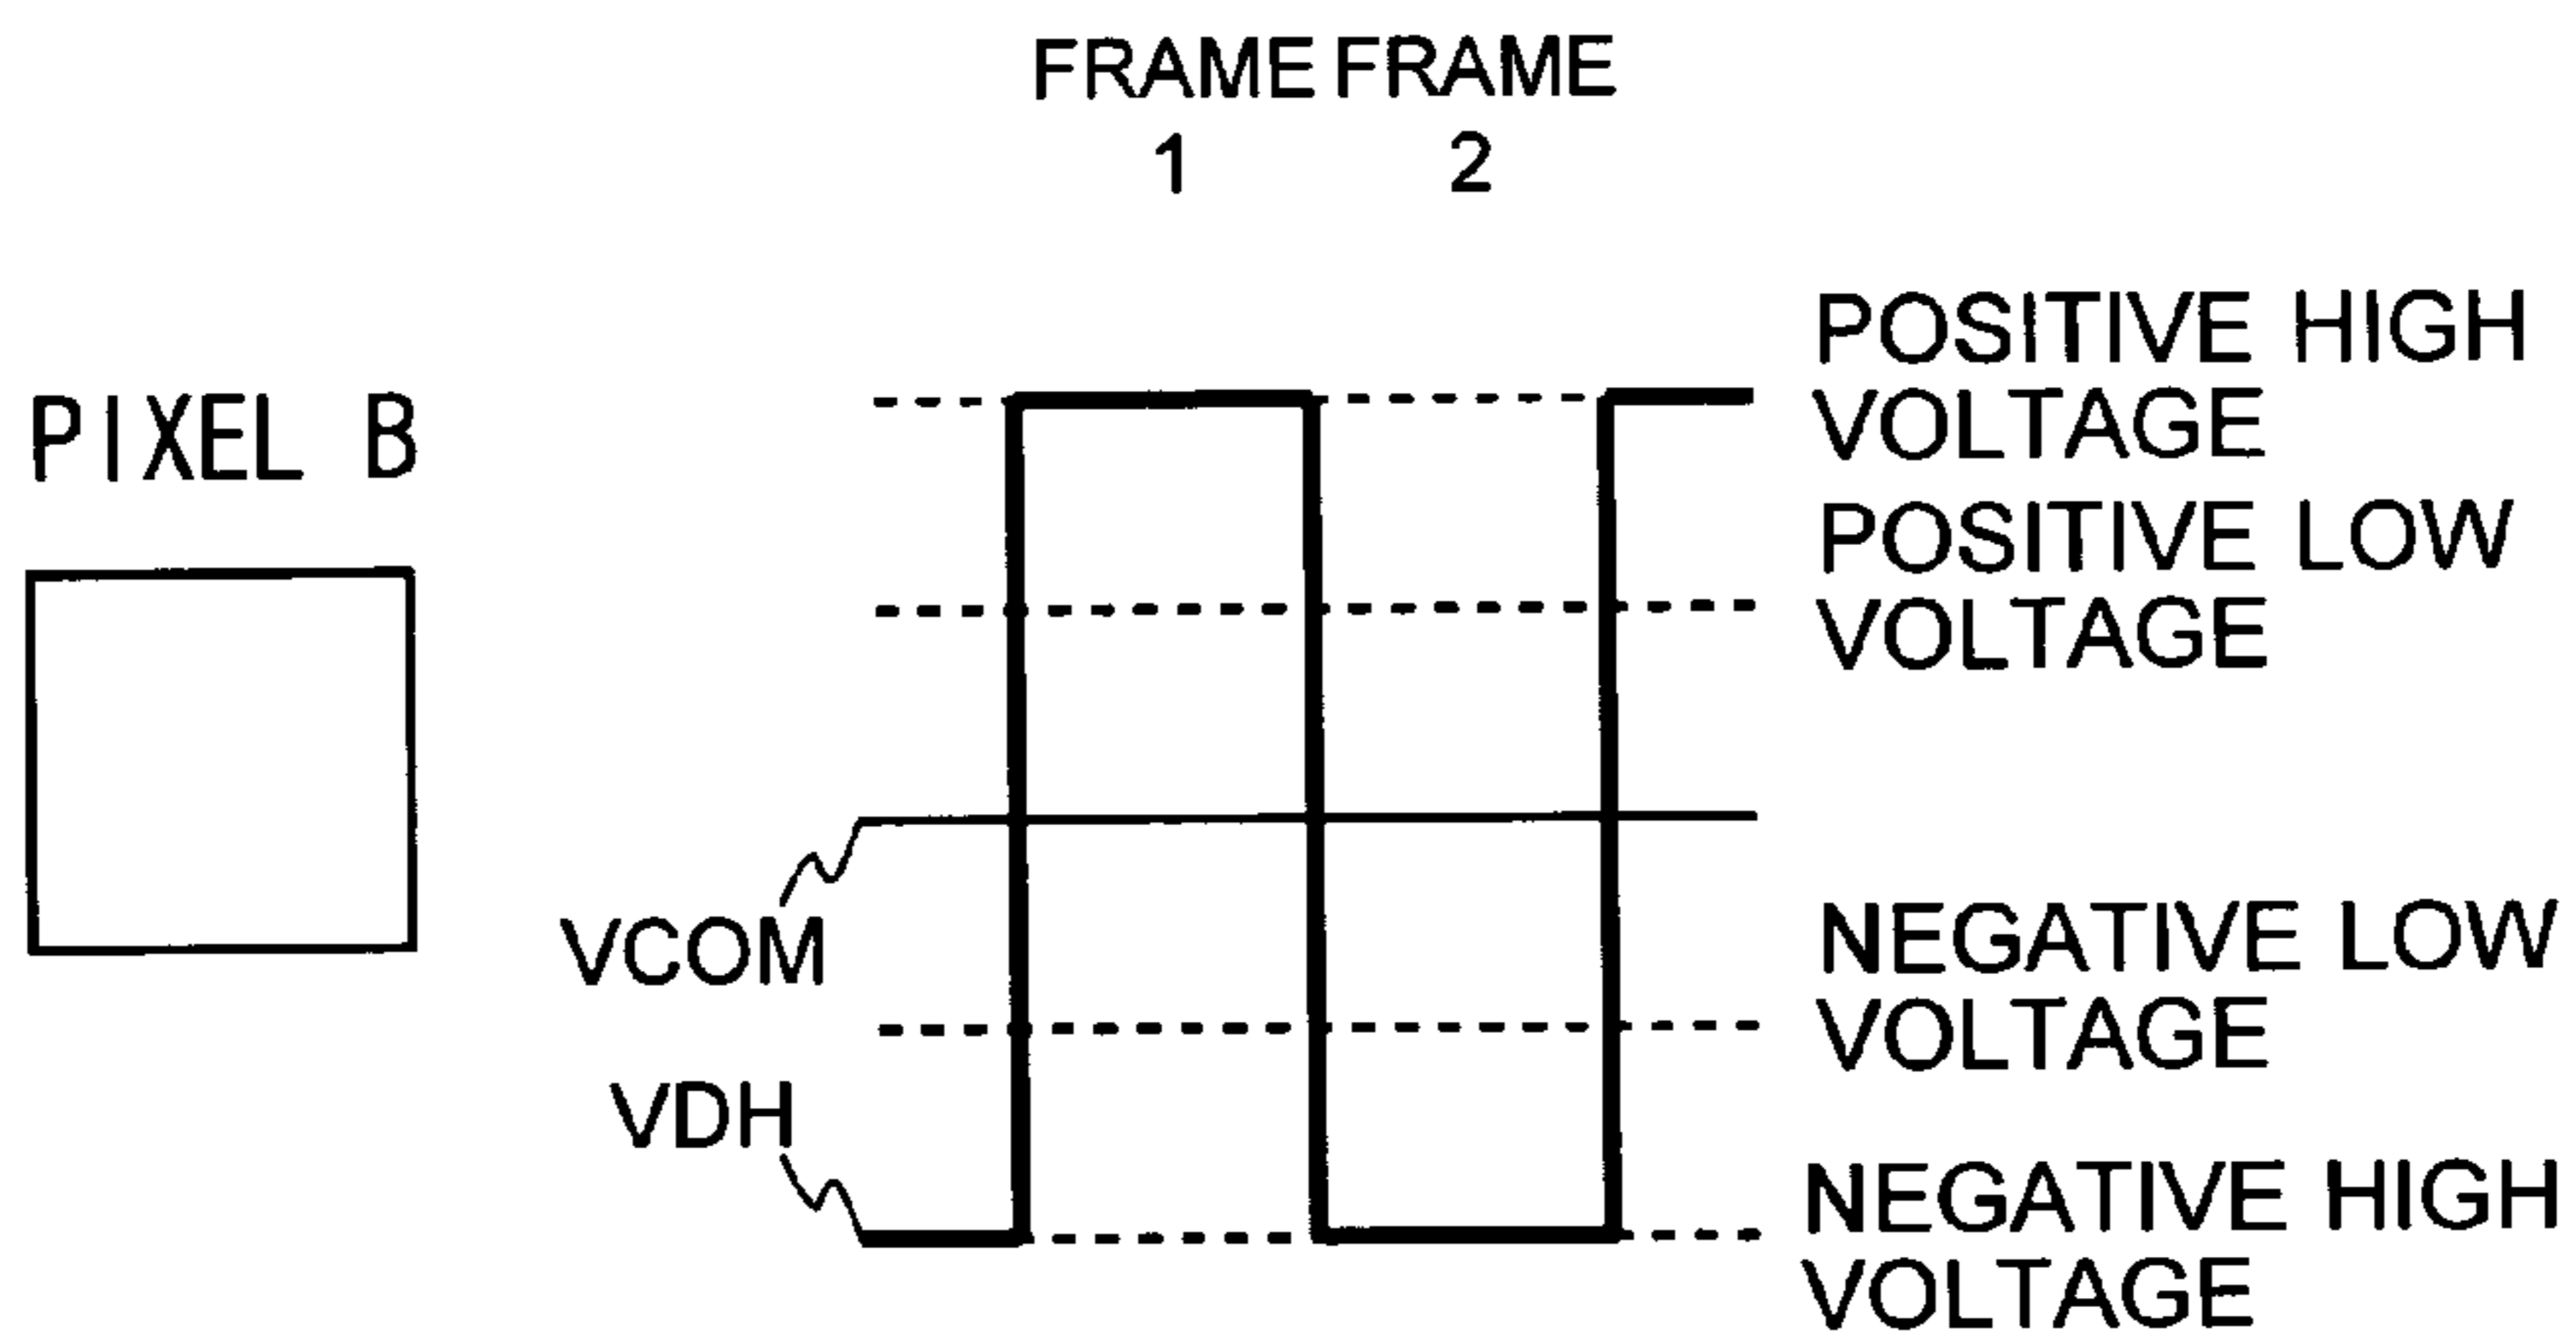 FRAME FRAME
1 2
POSITIVE HIGH
VOLTAGE
PIXEL B
POSITIVE LOW
VOLTAGE
VCOM
NEGATIVE LOW
VOLTAGE
VDH
NEGATIVE HIGH
VOLTAGE